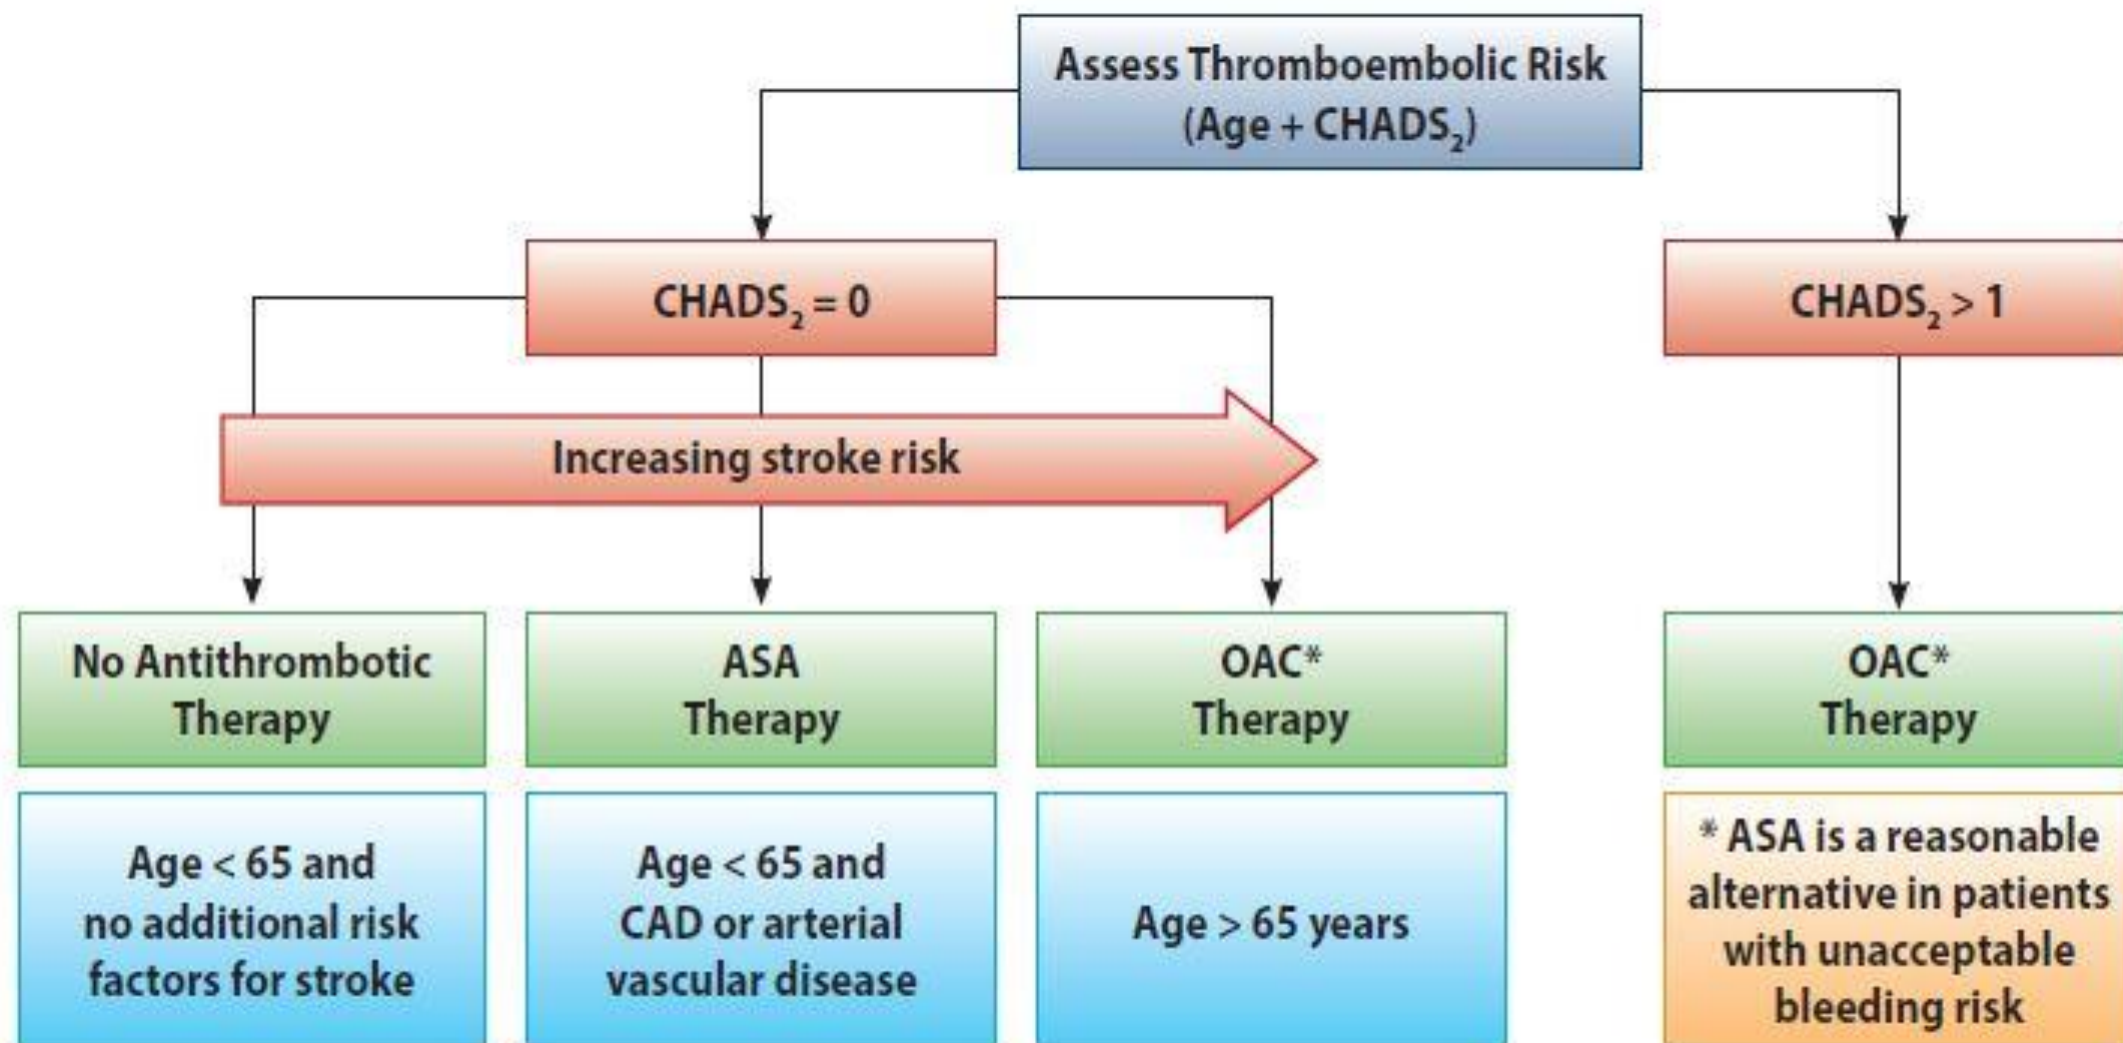 Assess Thromboembolic Risk
(Age + CHADS₂)
CHADS₂ = 0
CHADS₂ > 1
Increasing stroke risk
No Antithrombotic
Therapy
ASA
Therapy
OAC*
Therapy
OAC*
Therapy
Age < 65 and
no additional risk
factors for stroke
Age < 65 and
CAD or arterial
vascular disease
Age > 65 years
* ASA is a reasonable
alternative in patients
with unacceptable
bleeding risk